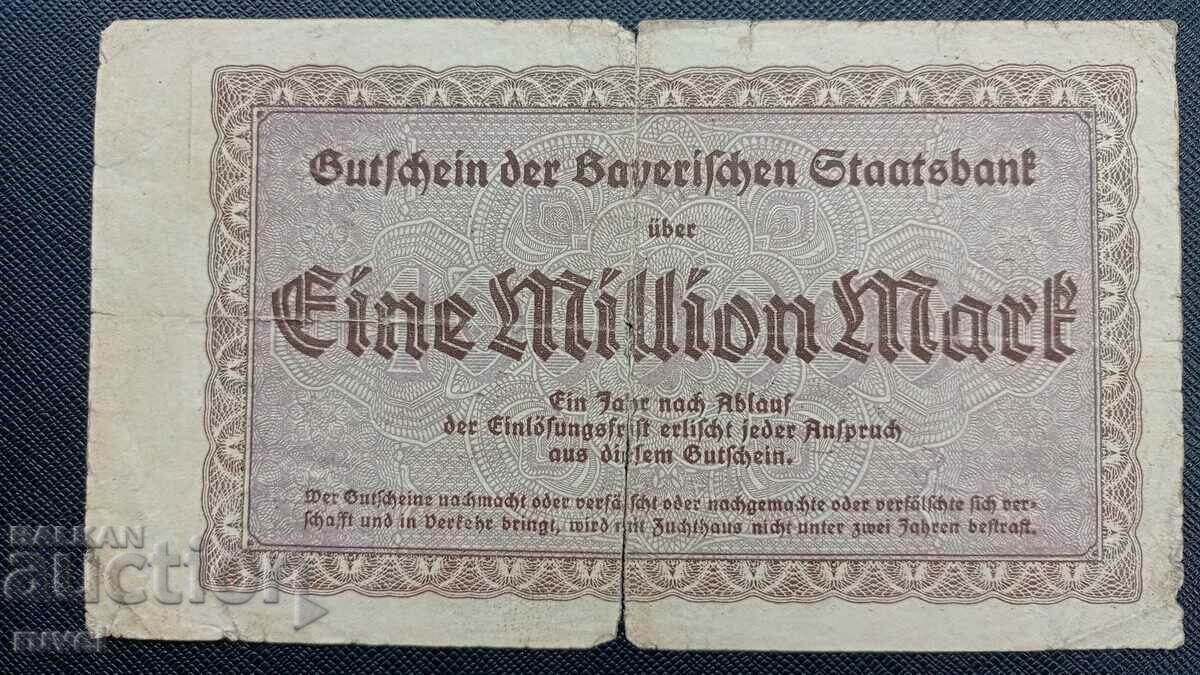 Gutschein der Bayerischen Staatsbank
über
Eine Million Mark
Ein Jahr nach Ablauf
der Einlösungsfrist erlischt jeder Anspruch
aus diesem Gutschein.
Wer Gutscheine nachmacht oder verfälscht oder nachgemachte oder verfälschte sich ver-
schafft und in Verkehr bringt, wird mit Zuchthaus nicht unter zwei Jahren bestraft.
BALKAN
auction
nivel